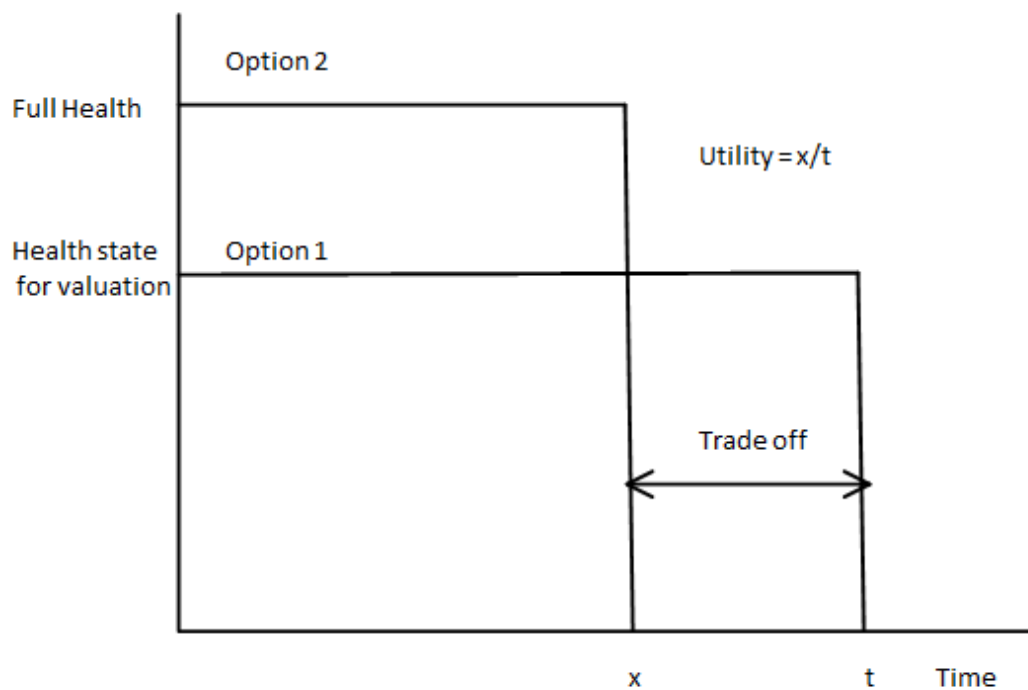 Option 2
Full Health
Utility = x/t
Health state
for valuation
Option 1
Trade off
x
t
Time